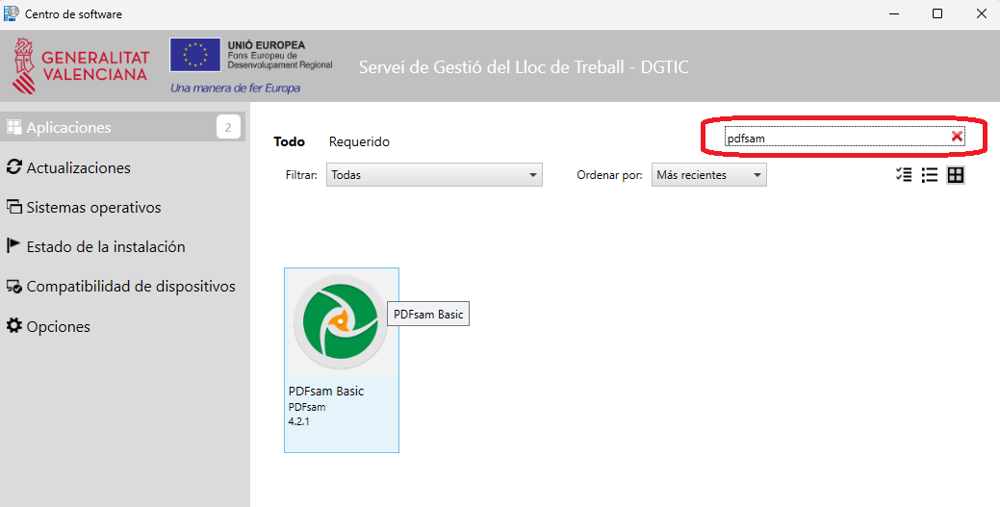 Centro de software
GENERALITAT
VALENCIANA
UNIÓ EUROPEA
Fons Europeu de
Desenvolupament Regional
Una manera de fer Europa
Servei de Gestió del Lloc de Treball - DGTIC
Aplicaciones 2
Actualizaciones
Sistemas operativos
Estado de la instalación
Compatibilidad de dispositivos
Opciones
Todo Requerido
pdfsam
Filtrar: Todas Ordenar por: Más recientes
PDFsam Basic
PDFsam Basic
PDFsam
4.2.1